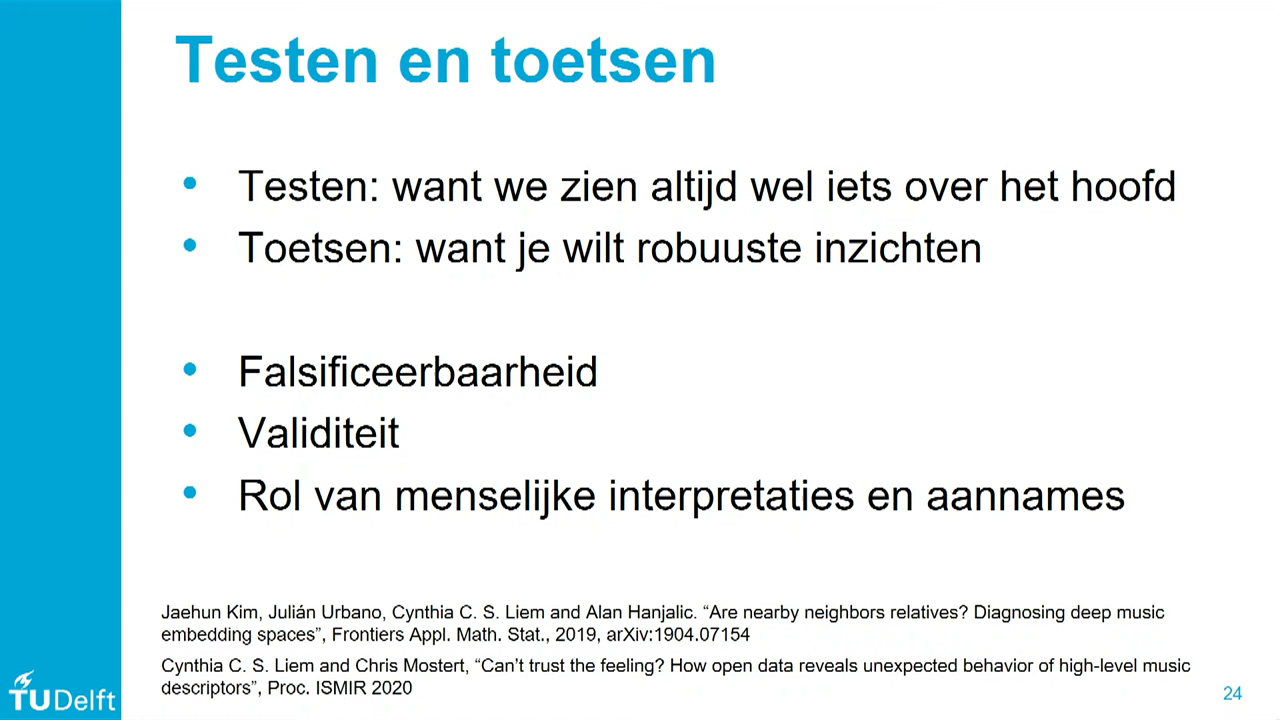 Testen en toetsen
• Testen: want we zien altijd wel iets over het hoofd
• Toetsen: want je wilt robuuste inzichten
• Falsificeerbaarheid
• Validiteit
• Rol van menselijke interpretaties en aannames
Jaehun Kim, Julián Urbano, Cynthia C. S. Liem and Alan Hanjalic. “Are nearby neighbors relatives? Diagnosing deep music
embedding spaces”, Frontiers Appl. Math. Stat., 2019, arXiv:1904.07154
Cynthia C. S. Liem and Chris Mostert, “Can’t trust the feeling? How open data reveals unexpected behavior of high-level music
descriptors”, Proc. ISMIR 2020
TUDelft
24